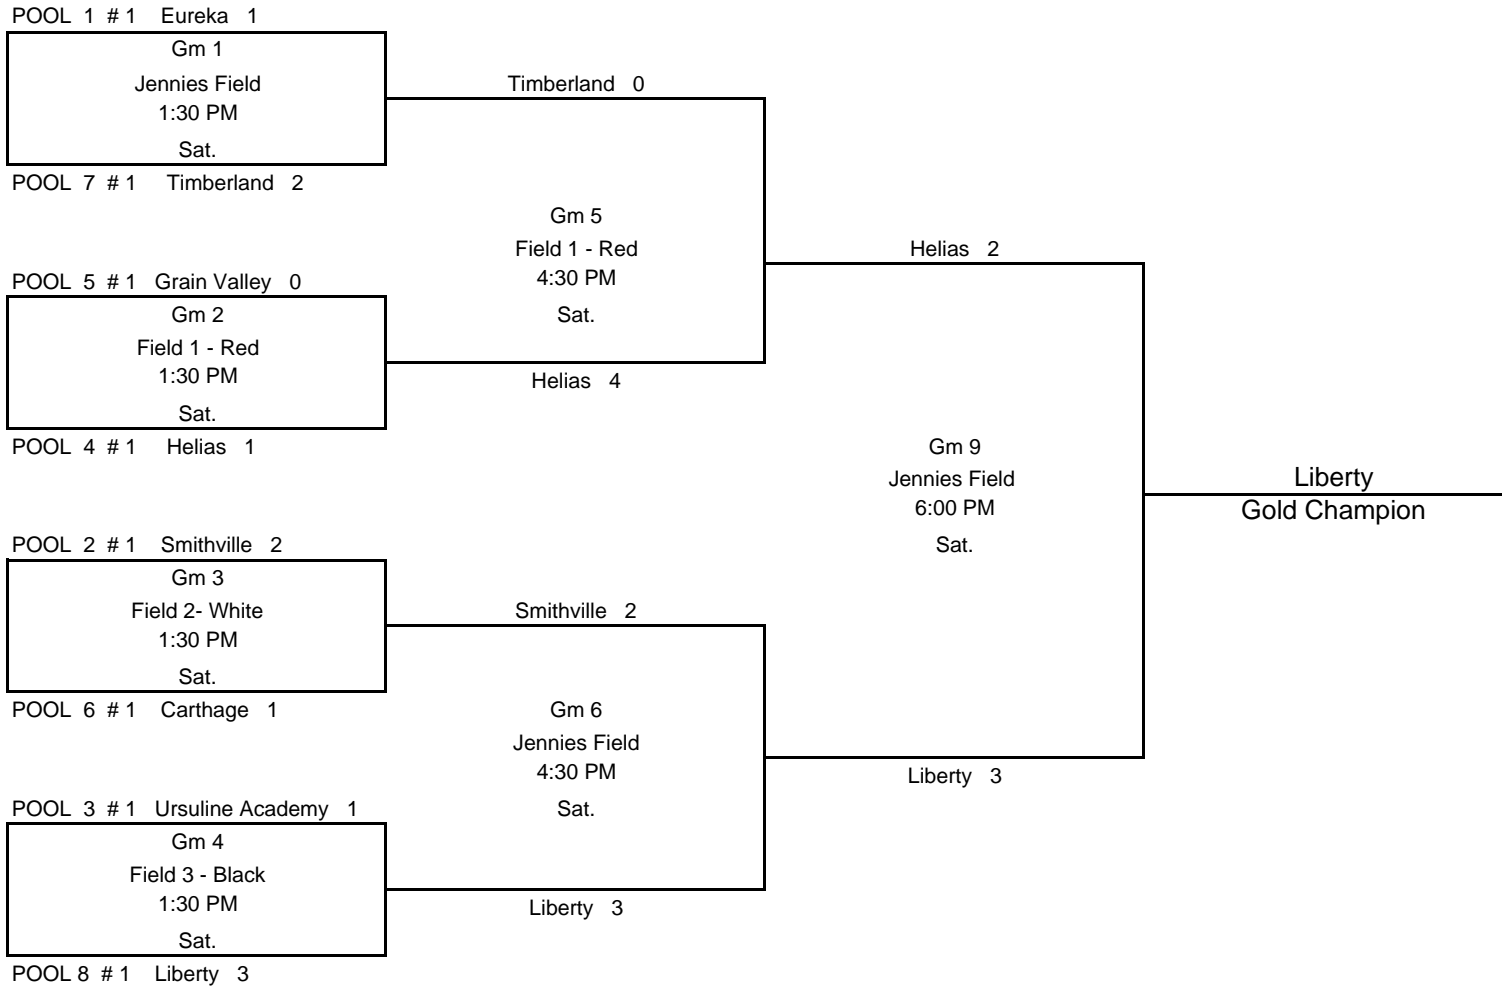 POOL 1 # 1 Eureka 1
Gm 1
Jennies Field
1:30 PM
Sat.
POOL 7 # 1 Timberland 2
Timberland 0
Gm 5
Field 1 - Red
4:30 PM
Sat.
Helias 4
POOL 5 # 1 Grain Valley 0
Gm 2
Field 1 - Red
1:30 PM
Sat.
POOL 4 # 1 Helias 1
Helias 2
Gm 9
Jennies Field
6:00 PM
Sat.
Liberty 3
Liberty
Gold Champion
POOL 2 # 1 Smithville 2
Gm 3
Field 2- White
1:30 PM
Sat.
POOL 6 # 1 Carthage 1
Smithville 2
Gm 6
Jennies Field
4:30 PM
Sat.
Liberty 3
POOL 3 # 1 Ursuline Academy 1
Gm 4
Field 3 - Black
1:30 PM
Sat.
POOL 8 # 1 Liberty 3